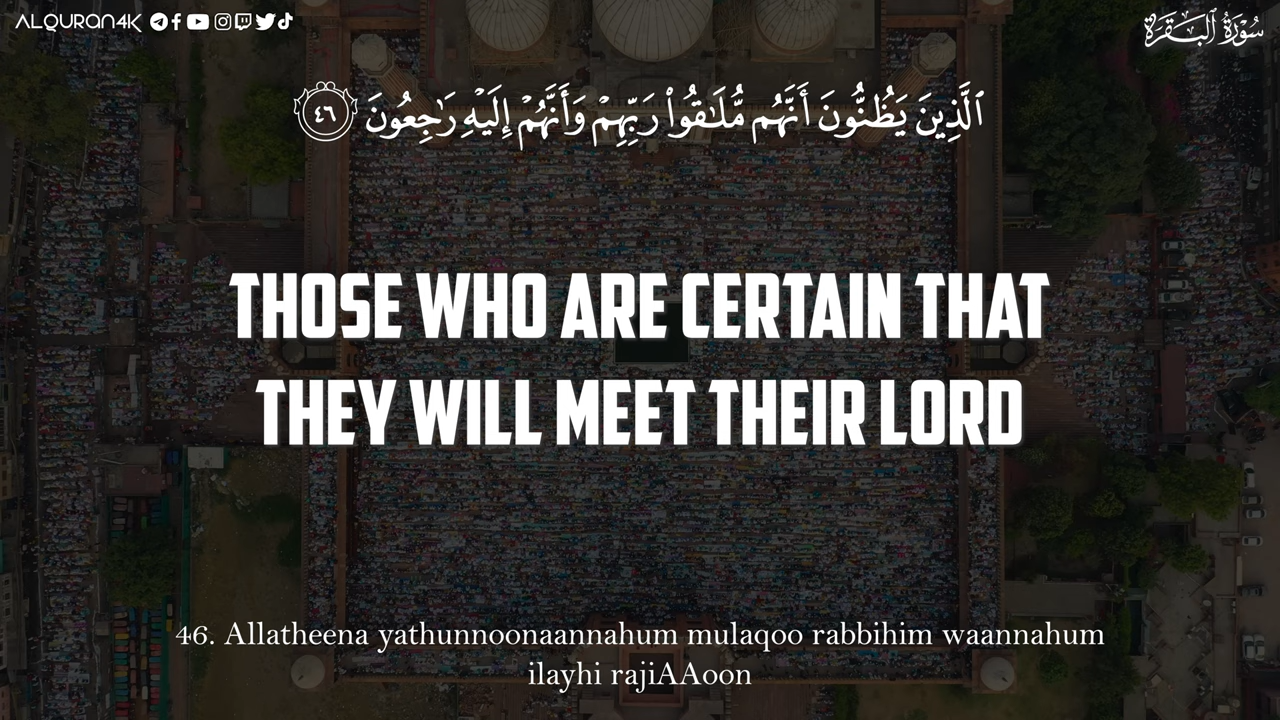 ALQURAN4K
سُورَةُ البَقَرَةِ
ٱلَّذِينَ يَظُنُّونَ أَنَّهُم مُّلَـٰقُوا۟ رَبِّهِمْ وَأَنَّهُمْ إِلَيْهِ رَٰجِعُونَ ٤٦
THOSE WHO ARE CERTAIN THAT
THEY WILL MEET THEIR LORD
46. Allatheena yathunnoonaannahum mulaqoo rabbihim waannahum
ilayhi rajiAAoon